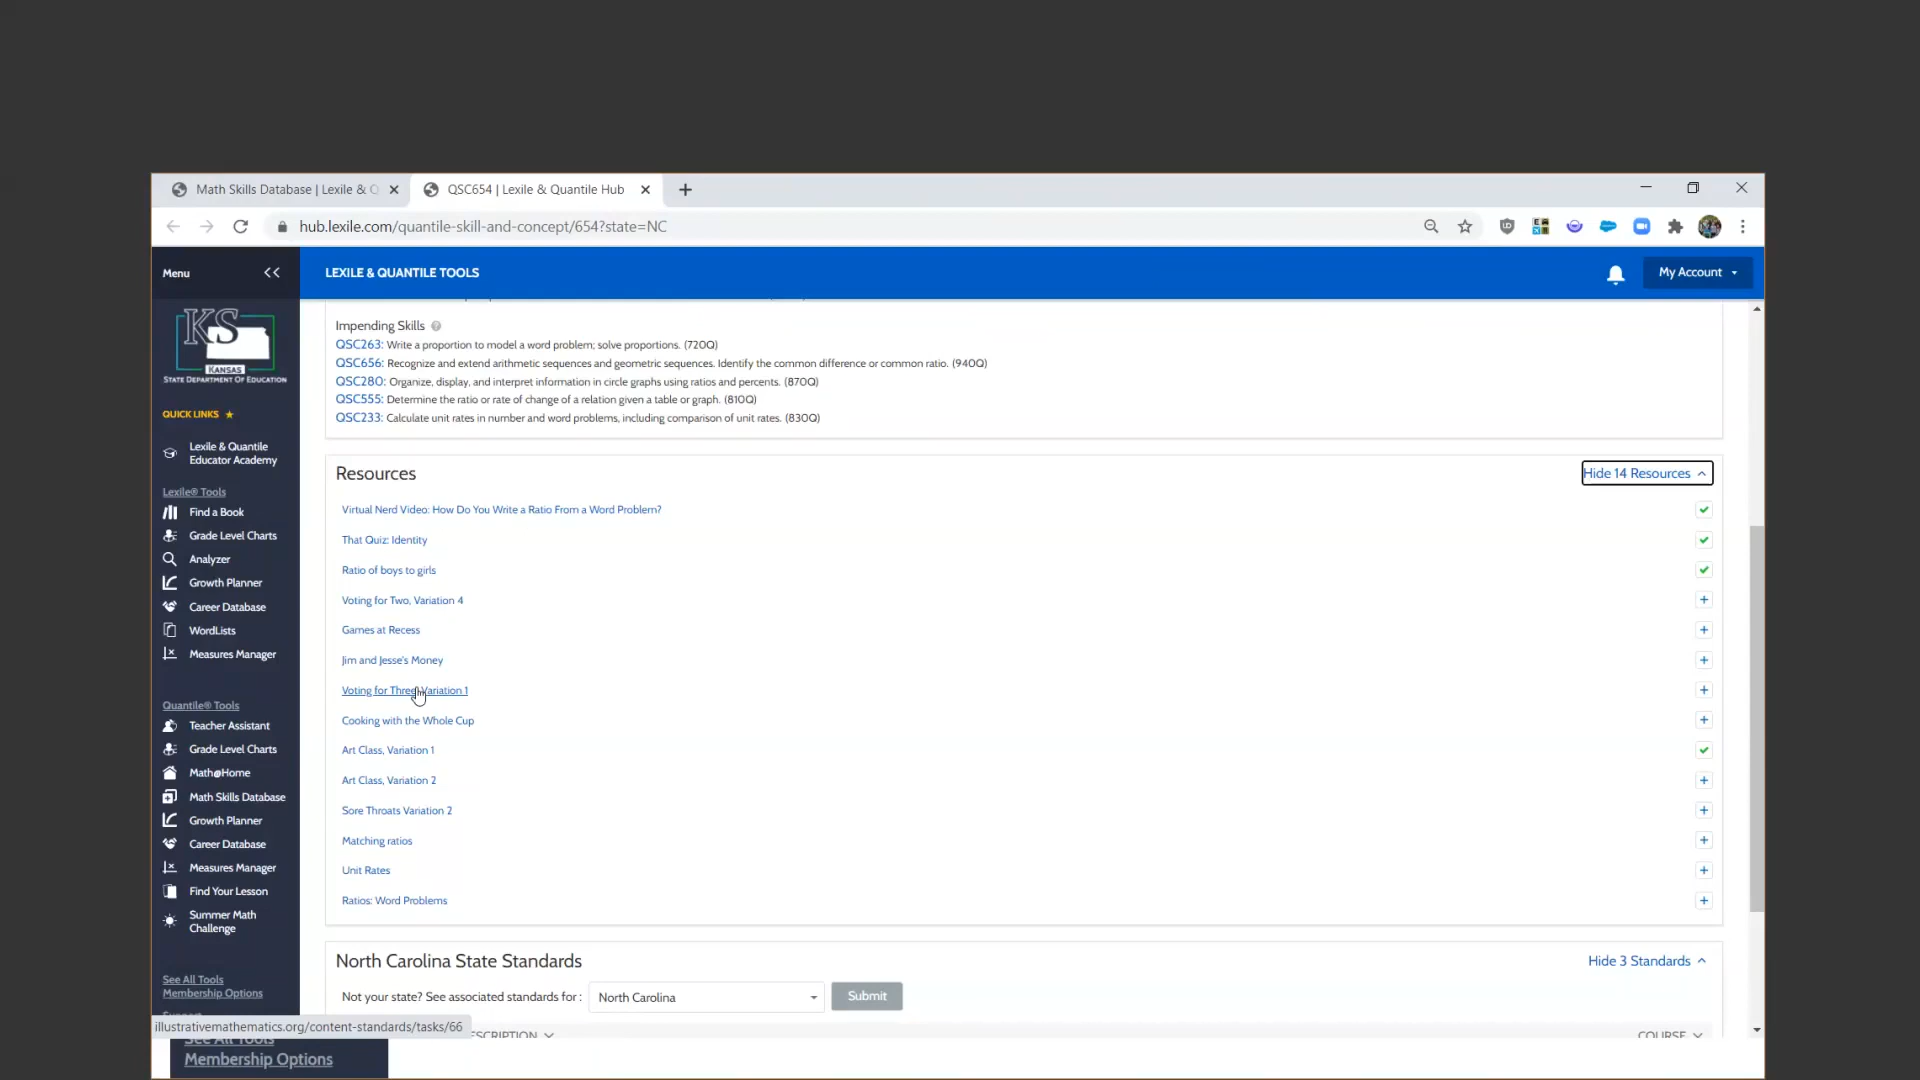 Math Skills Database | Lexile & Q
QSC654 | Lexile & Quantile Hub
hub.lexile.com/quantile-skill-and-concept/654?state=NC
Menu
LEXILE & QUANTILE TOOLS
My Account
KS
KANSAS
STATE DEPARTMENT OF EDUCATION
QUICK LINKS
Lexile & Quantile
Educator Academy
Lexile® Tools
Find a Book
Grade Level Charts
Analyzer
Growth Planner
Career Database
WordLists
Measures Manager
Quantile® Tools
Teacher Assistant
Grade Level Charts
Math@Home
Math Skills Database
Growth Planner
Career Database
Measures Manager
Find Your Lesson
Summer Math
Challenge
See All Tools
Membership Options
Impending Skills
QSC263: Write a proportion to model a word problem; solve proportions. (720Q)
QSC656: Recognize and extend arithmetic sequences and geometric sequences. Identify the common difference or common ratio. (940Q)
QSC280: Organize, display, and interpret information in circle graphs using ratios and percents. (870Q)
QSC555: Determine the ratio or rate of change of a relation given a table or graph. (810Q)
QSC233: Calculate unit rates in number and word problems, including comparison of unit rates. (830Q)
Resources
Hide 14 Resources
Virtual Nerd Video: How Do You Write a Ratio From a Word Problem?
That Quiz: Identity
Ratio of boys to girls
Voting for Two, Variation 4
Games at Recess
Jim and Jesse's Money
Voting for Three Variation 1
Cooking with the Whole Cup
Art Class, Variation 1
Art Class, Variation 2
Sore Throats Variation 2
Matching ratios
Unit Rates
Ratios: Word Problems
North Carolina State Standards
Hide 3 Standards
Not your state? See associated standards for :
North Carolina
Submit
COURSE
illustrativemathematics.org/content-standards/tasks/66
See All Tools
Membership Options